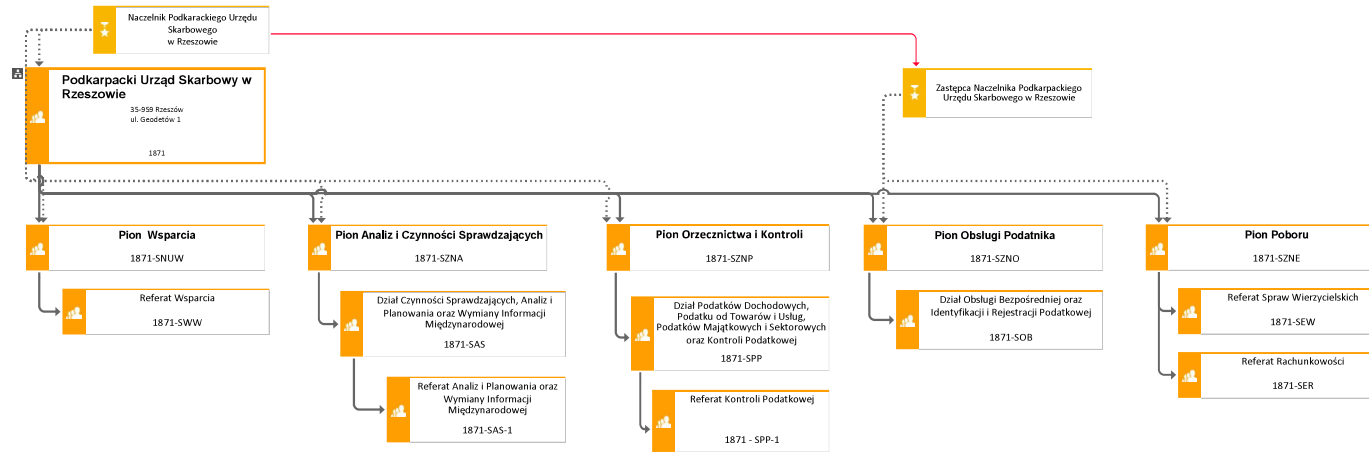 Naczelnik Podkarackiego Urzędu
Skarbowego
w Rzeszowie
Podkarpacki Urząd Skarbowy w
Rzeszowie
35-959 Rzeszów
ul. Geodetów 1
1871
Zastępca Naczelnika Podkarpackiego
Urzędu Skarbowego w Rzeszowie
Pion Wsparcia
1871-SNUW
Referat Wsparcia
1871-SWW
Pion Analiz i Czynności Sprawdzających
1871-SZNA
Dział Czynności Sprawdzających, Analiz i
Planowania oraz Wymiany Informacji
Międzynarodowej
1871-SAS
Referat Analiz i Planowania oraz
Wymiany Informacji
Międzynarodowej
1871-SAS-1
Pion Orzecznictwa i Kontroli
1871-SZNP
Dział Podatków Dochodowych,
Podatku od Towarów i Usług,
Podatków Majątkowych i Sektorowych
oraz Kontroli Podatkowej
1871-SPP
Referat Kontroli Podatkowej
1871 - SPP-1
Pion Obsługi Podatnika
1871-SZNO
Dział Obsługi Bezpośredniej oraz
Identyfikacji i Rejestracji Podatkowej
1871-SOB
Pion Poboru
1871-SZNE
Referat Spraw Wierzycielskich
1871-SEW
Referat Rachunkowości
1871-SER